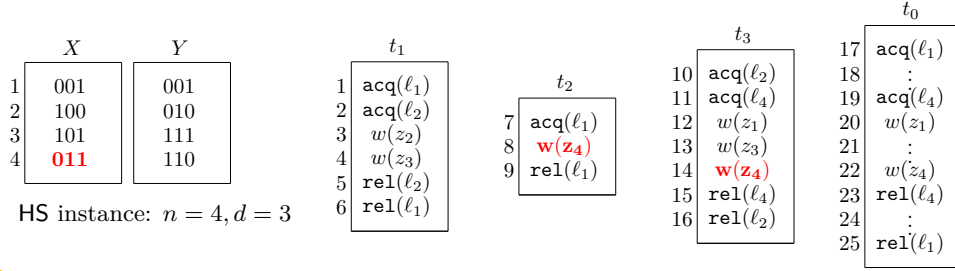 X Y
1 001 001
2 100 010
3 101 111
4 011 110
HS instance: n = 4, d = 3
t₁
1 acq(ℓ₁)
2 acq(ℓ₂)
3 w(z₂)
4 w(z₃)
5 rel(ℓ₂)
6 rel(ℓ₁)
t₂
7 acq(ℓ₁)
8 w(z₄)
9 rel(ℓ₁)
t₃
10 acq(ℓ₂)
11 acq(ℓ₄)
12 w(z₁)
13 w(z₃)
14 w(z₄)
15 rel(ℓ₄)
16 rel(ℓ₂)
t₀
17 acq(ℓ₁)
18 ⋮
19 acq(ℓ₄)
20 w(z₁)
21 ⋮
22 w(z₄)
23 rel(ℓ₄)
24 ⋮
25 rel(ℓ₁)